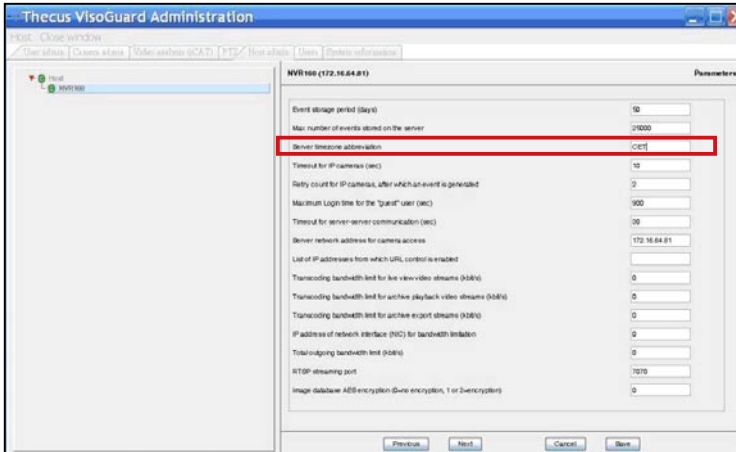 Thecus VisoGuard Administration
Host Close window
User admin Camera admin Video analysis (iCAT) PTZ Host admin Users System information
Host
NVR160
NVR160 (172.16.64.81) Parameters
Event storage period (days) 50
Max number of events stored on the server 25000
Server timezone abbreviation CET
Timeout for IP cameras (sec) 10
Retry count for IP cameras, after which an event is generated 2
Maximum Login time for the "guest" user (sec) 900
Timeout for server-server communication (sec) 30
Server network address for camera access 172.16.64.81
List of IP addresses from which URL control is enabled
Transcoding bandwidth limit for live view video streams (kbit/s) 0
Transcoding bandwidth limit for archive playback video streams (kbit/s) 0
Transcoding bandwidth limit for archive export streams (kbit/s) 0
IP address of network interface (NIC) for bandwidth limitation 0
Total outgoing bandwidth limit (kbit/s) 0
RTSP streaming port 7070
Image database AES encryption (0=no encryption, 1 or 2=encryption) 0
Previous Next Cancel Save